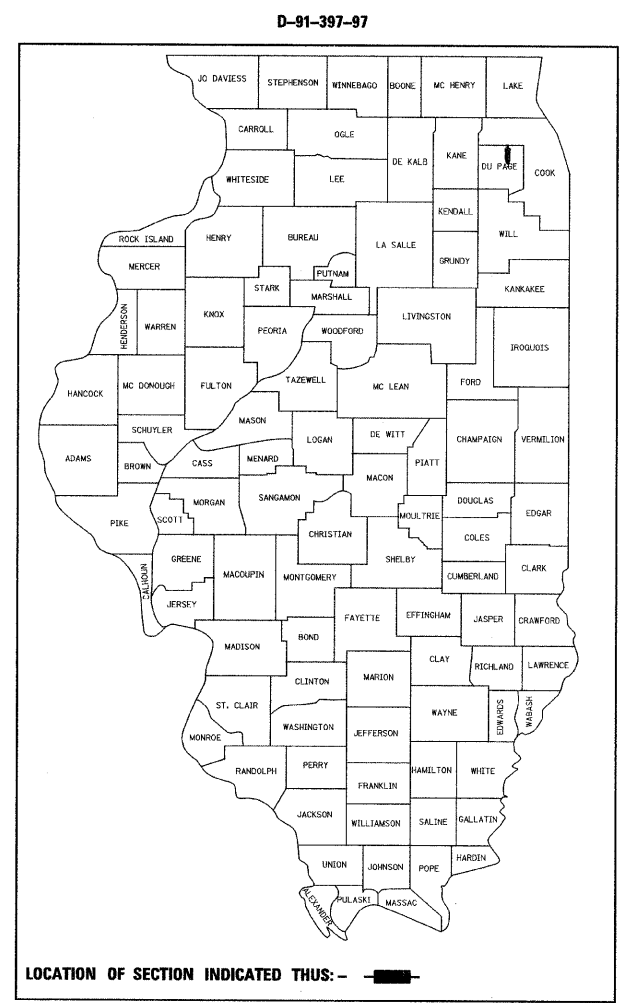 D-91-397-97
JO DAVIESS STEPHENSON WINNEBAGO BOONE MC HENRY LAKE
CARROLL OGLE
DE KALB KANE DU PAGE COOK
WHITESIDE LEE
KENDALL
ROCK ISLAND HENRY BUREAU LA SALLE WILL
GRUNDY
MERCER PUTNAM
STARK MARSHALL KANKAKEE
HENDERSON WARREN KNOX PEORIA WOODFORD LIVINGSTON
IROQUOIS
HANCOCK MC DONOUGH FULTON TAZEWELL MC LEAN FORD
MASON
SCHUYLER LOGAN DE WITT CHAMPAIGN VERMILION
ADAMS BROWN CASS MENARD PIATT
MACON
PIKE SCOTT MORGAN SANGAMON DOUGLAS EDGAR
MOULTRIE
CHRISTIAN COLES
GREENE SHELBY CLARK
CALHOUN MACOUPIN MONTGOMERY CUMBERLAND
JERSEY
FAYETTE EFFINGHAM JASPER CRAWFORD
MADISON BOND
CLAY RICHLAND LAWRENCE
CLINTON MARION
ST. CLAIR WAYNE EDWARDS WABASH
WASHINGTON JEFFERSON
MONROE
RANDOLPH PERRY HAMILTON WHITE
FRANKLIN
JACKSON WILLIAMSON SALINE GALLATIN
UNION JOHNSON POPE HARDIN
ALEXANDER PULASKI MASSAC
LOCATION OF SECTION INDICATED THUS: -